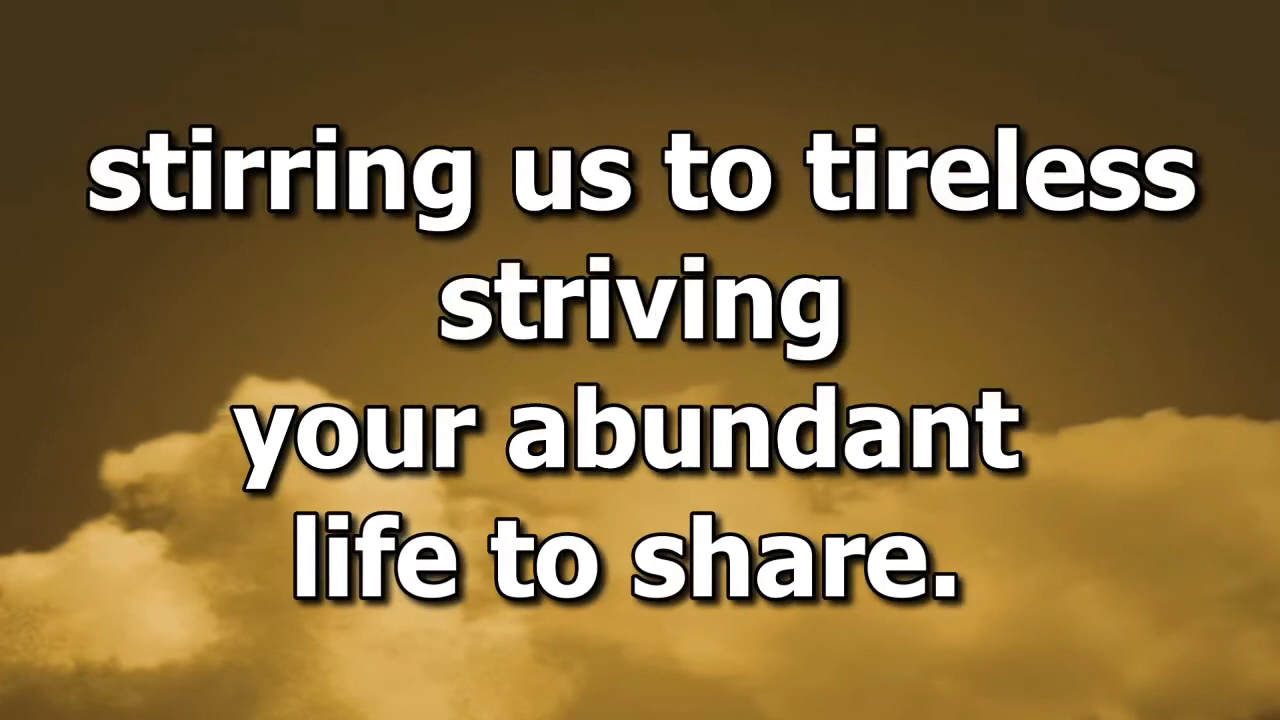 stirring us to tireless
striving
your abundant
life to share.